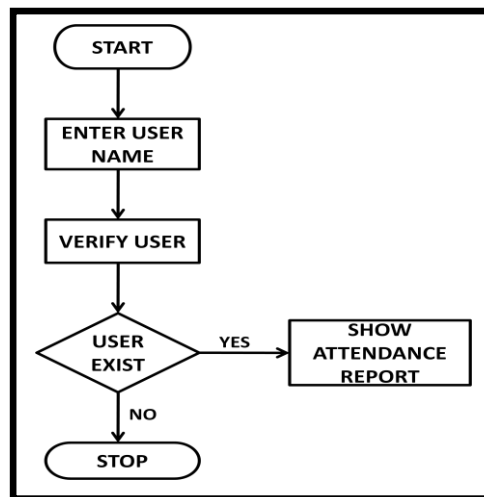 START
ENTER USER
NAME
VERIFY USER
USER
EXIST
YES
SHOW
ATTENDANCE
REPORT
NO
STOP